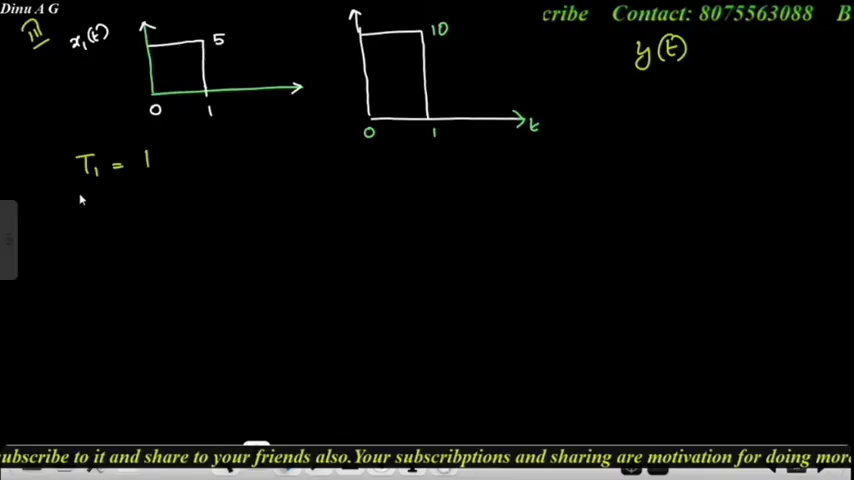 Dinu A G
cribe Contact: 8075563088 B
III
x₁(t)
5
0 1
10
0 1 t
y(t)
T₁ = 1
ubscribe to it and share to your friends also.Your subscribptions and sharing are motivation for doing more